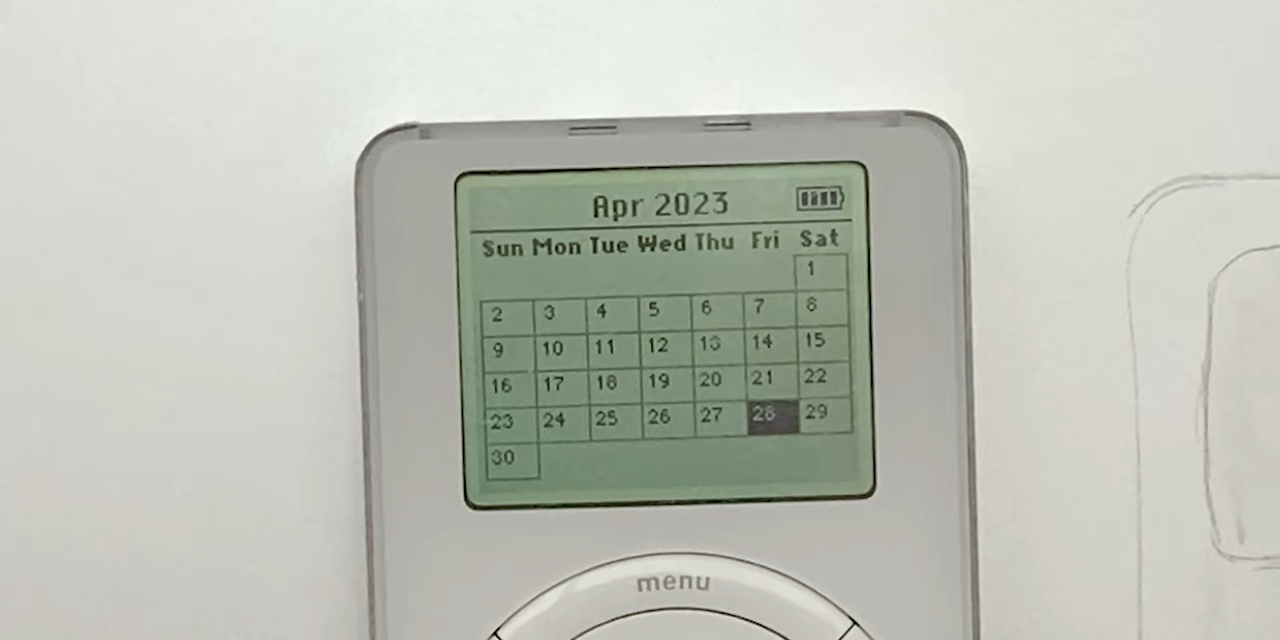 Apr 2023
Sun Mon Tue Wed Thu Fri Sat
1
2 3 4 5 6 7 8
9 10 11 12 13 14 15
16 17 18 19 20 21 22
23 24 25 26 27 28 29
30
menu